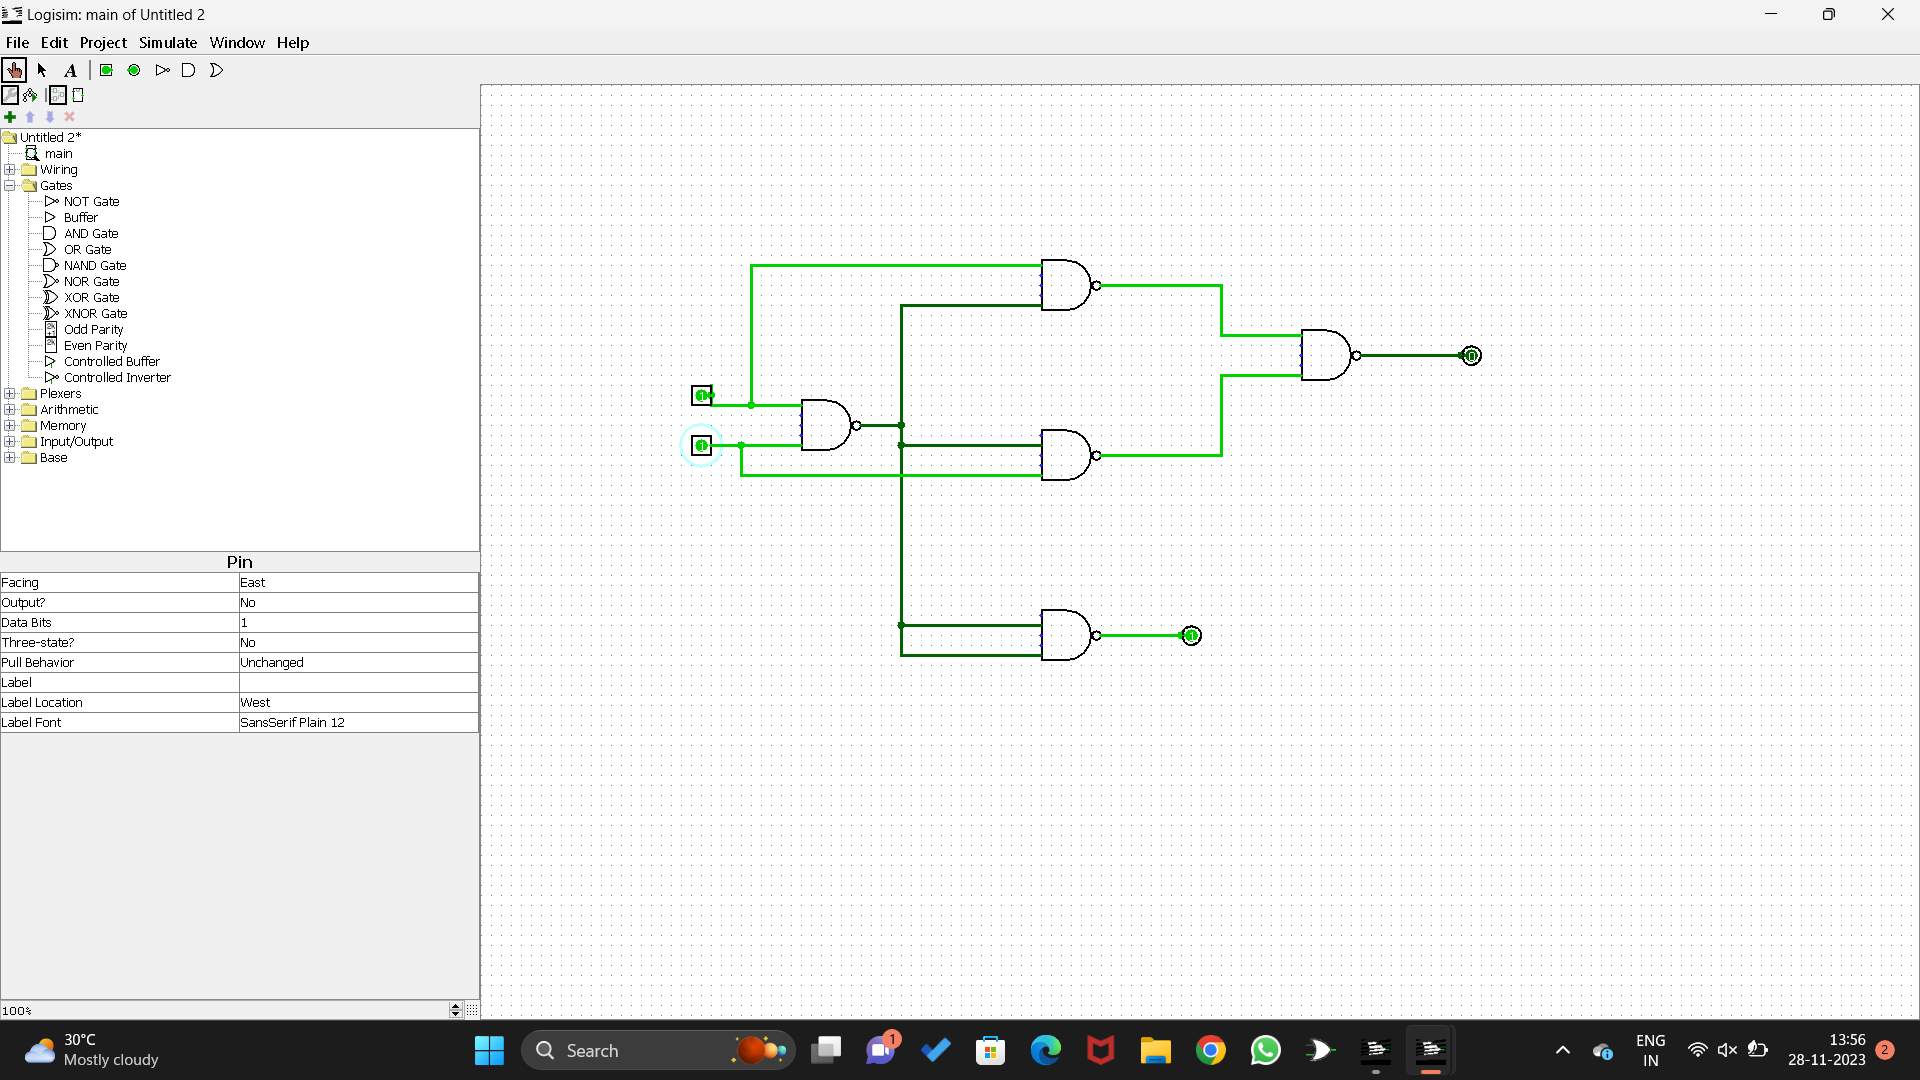 Logisim: main of Untitled 2
File Edit Project Simulate Window Help
A
Untitled 2*
main
Wiring
Gates
NOT Gate
Buffer
AND Gate
OR Gate
NAND Gate
NOR Gate
XOR Gate
XNOR Gate
2k+1 Odd Parity
2k Even Parity
Controlled Buffer
Controlled Inverter
Plexers
Arithmetic
Memory
Input/Output
Base
1
1
0
1
Pin
Facing East
Output? No
Data Bits 1
Three-state? No
Pull Behavior Unchanged
Label
Label Location West
Label Font SansSerif Plain 12
100%
30°C
Mostly cloudy
Search
1
ENG
IN
13:56
28-11-2023
2